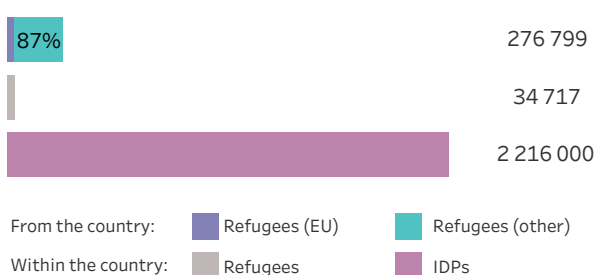 87% 276 799
34 717
2 216 000
From the country: Refugees (EU) Refugees (other)
Within the country: Refugees IDPs